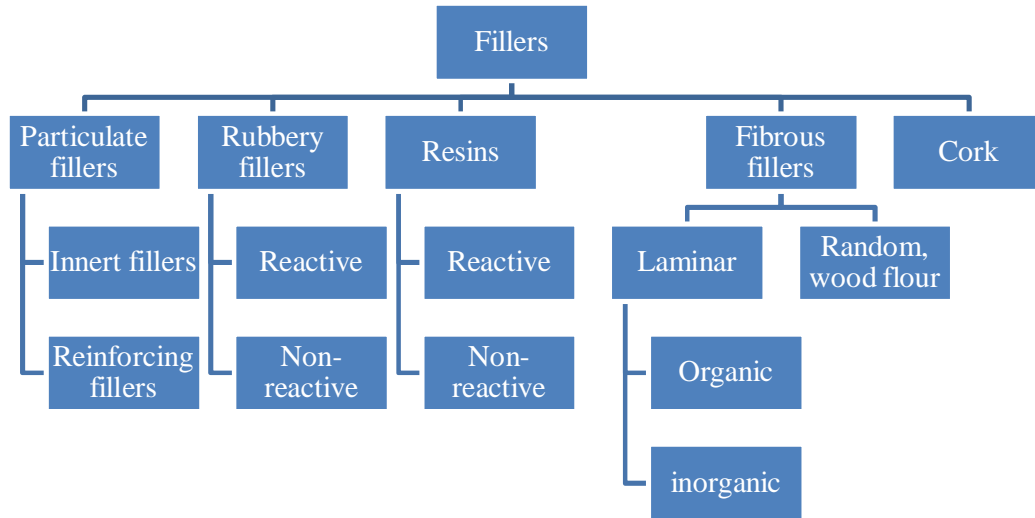 Fillers
Particulate
fillers
Rubbery
fillers
Resins
Fibrous
fillers
Cork
Innert fillers
Reinforcing
fillers
Reactive
Non-
reactive
Reactive
Non-
reactive
Laminar
Random,
wood flour
Organic
inorganic